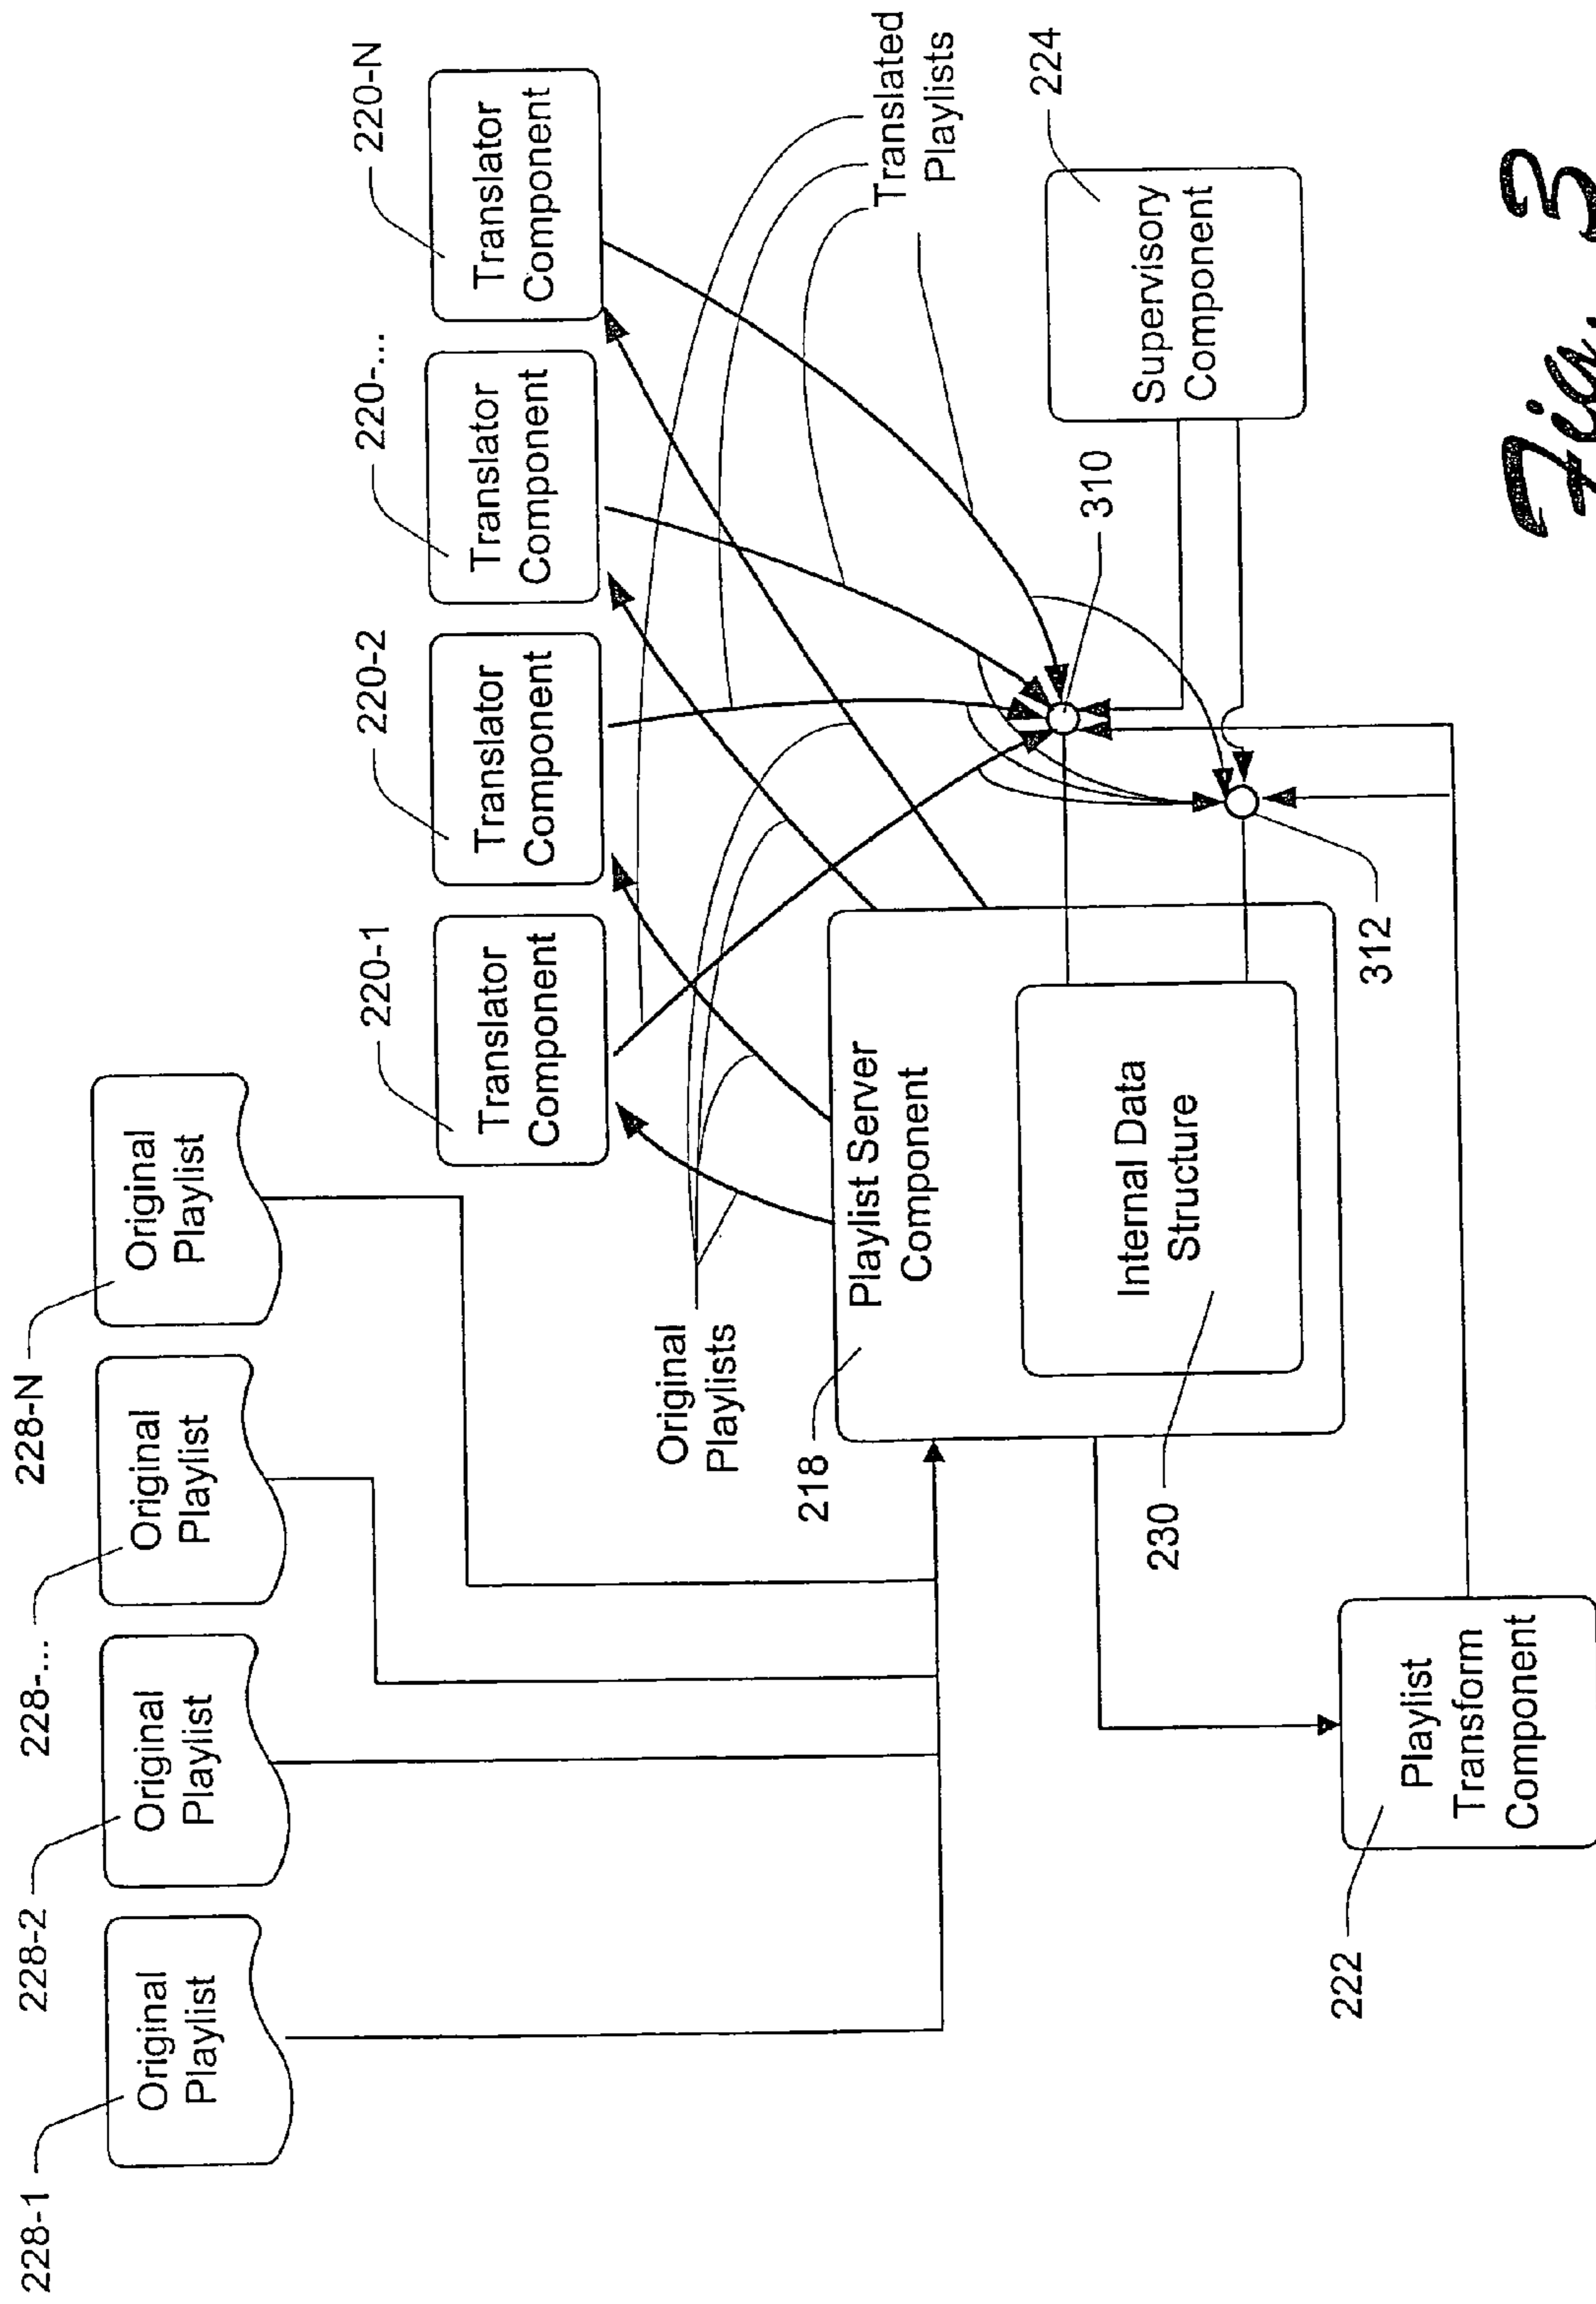 228-1
228-2
228-...
228-N
Original
Playlist
Original
Playlist
Original
Playlist
Original
Playlist
220-1
220-2
220-...
220-N
Translator
Component
Translator
Component
Translator
Component
Translator
Component
Original
Playlists
Translated
Playlists
218
Playlist Server
Component
Internal Data
Structure
230
310
312
224
Supervisory
Component
222
Playlist
Transform
Component
Fig. 3